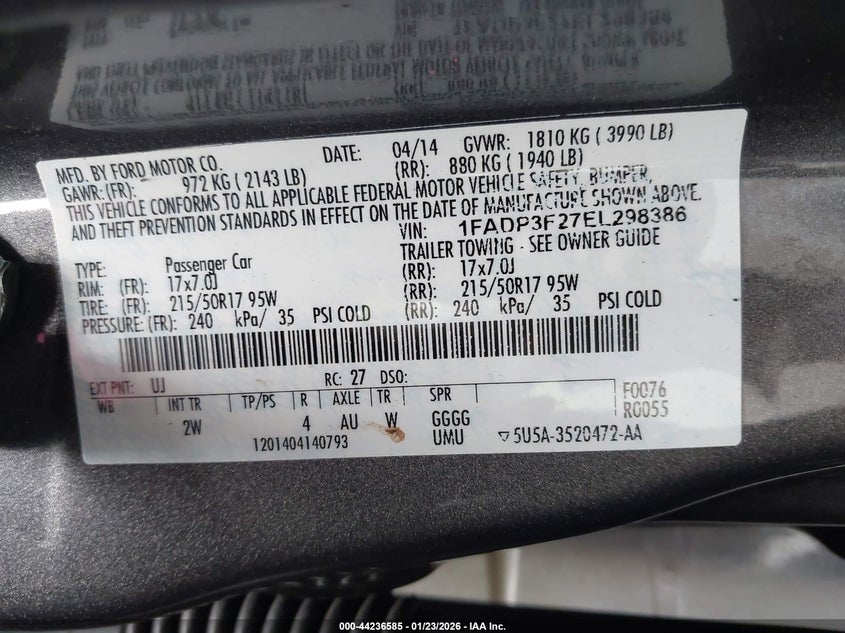 MFD. BY FORD MOTOR CO. DATE: 04/14 GVWR: 1810 KG ( 3990 LB)
GAWR: (FR): 972 KG ( 2143 LB) (RR): 880 KG ( 1940 LB)
THIS VEHICLE CONFORMS TO ALL APPLICABLE FEDERAL MOTOR VEHICLE SAFETY, BUMPER,
AND THEFT PREVENTION STANDARDS IN EFFECT ON THE DATE OF MANUFACTURE SHOWN ABOVE.
VIN: 1FADP3F27EL298386
TYPE: Passenger Car TRAILER TOWING - SEE OWNER GUIDE
RIM: (FR): 17x7.0J (RR): 17x7.0J
TIRE: (FR): 215/50R17 95W (RR): 215/50R17 95W
PRESSURE: (FR): 240 kPa/ 35 PSI COLD (RR): 240 kPa/ 35 PSI COLD
EXT PNT: UJ RC: 27 DSO: F0076
WB INT TR TP/PS R AXLE TR SPR R0055
2W 4 AU W GGGG
1201404140793 UMU ▽5U5A-3520472-AA
000-44236585 - 01/23/2026 - IAA Inc.